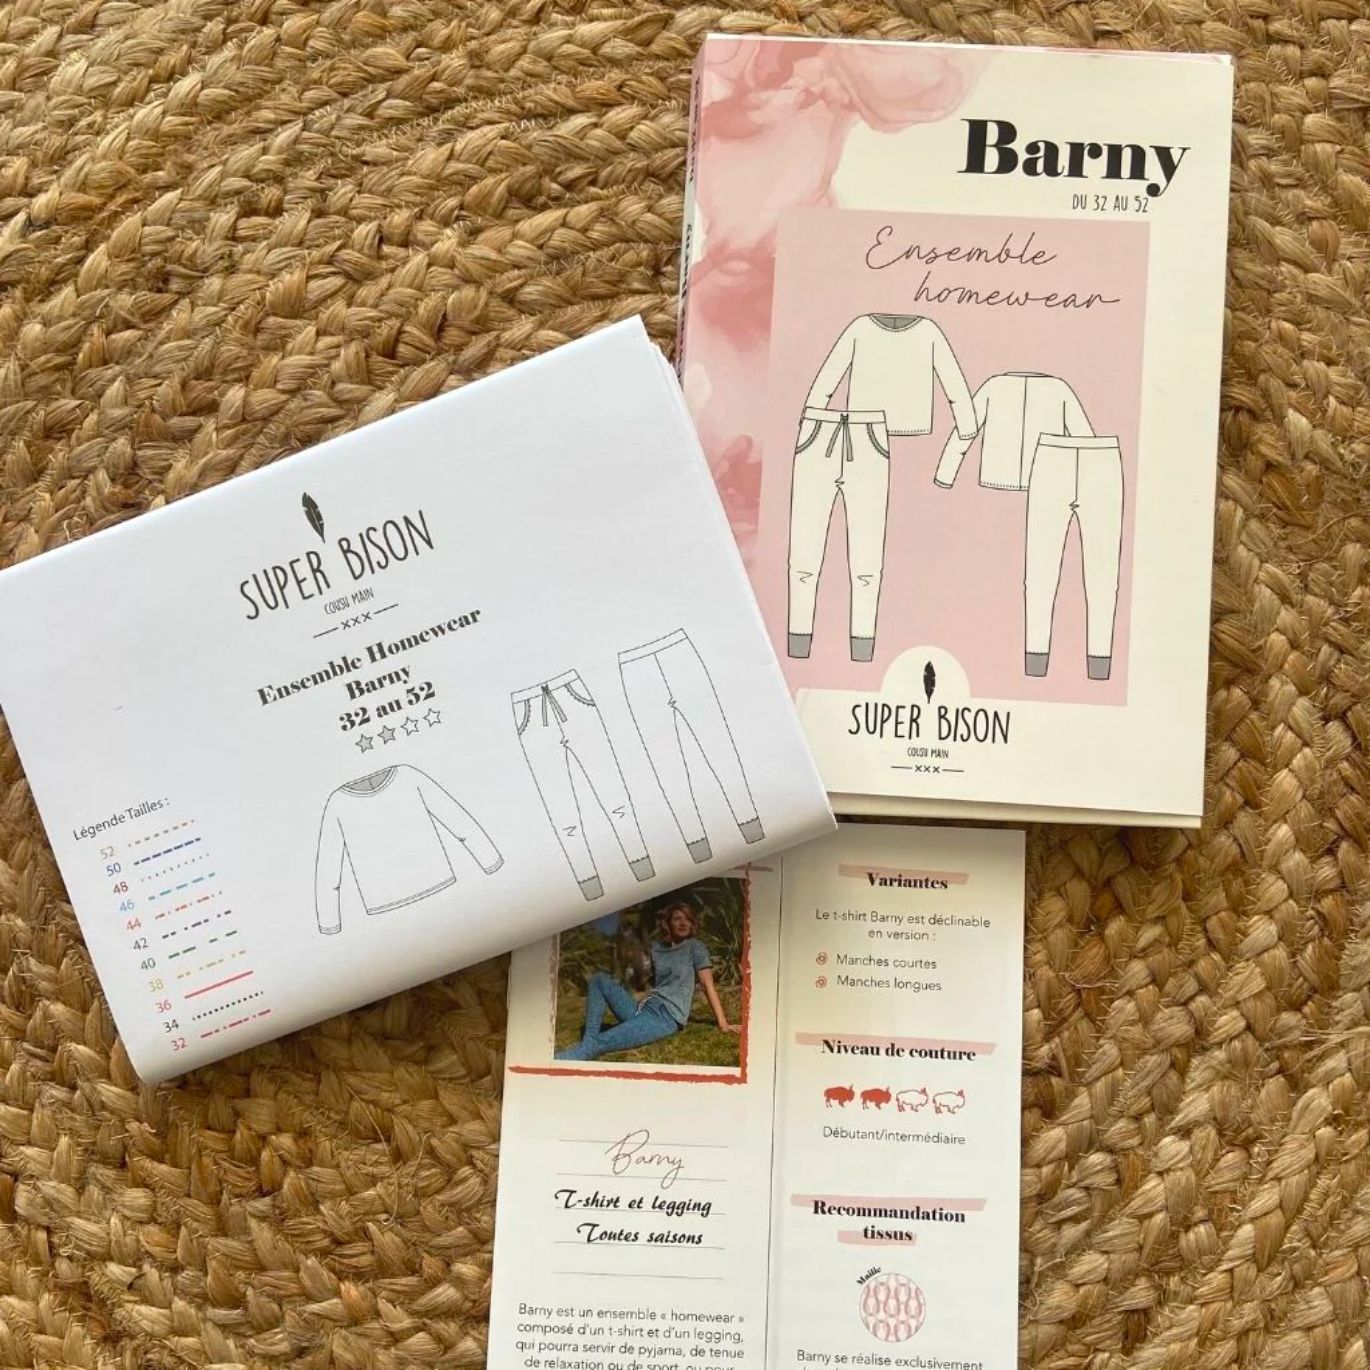 Barny
DU 32 AU 52
Ensemble
homewear
SUPER BISON
COUSU MAIN
xxx
SUPER BISON
COUSU MAIN
xxx
Ensemble Homewear
Barny
32 au 52
Légende Tailles :
52
50
48
46
44
42
40
38
36
34
32
Barny
T-shirt et legging
Toutes saisons
Barny est un ensemble « homewear »
composé d'un t-shirt et d'un legging,
qui pourra servir de pyjama, de tenue
de relaxation ou de sport, ou pour
Variantes
Le t-shirt Barny est déclinable
en version :
Manches courtes
Manches longues
Niveau de couture
Débutant/intermédiaire
Recommandation
tissus
Maille
Barny se réalise exclusivement